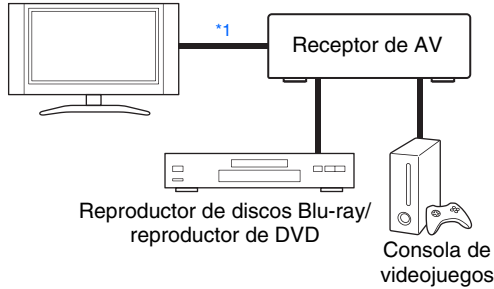 *1
Receptor de AV
Reproductor de discos Blu-ray/
reproductor de DVD
Consola de
videojuegos